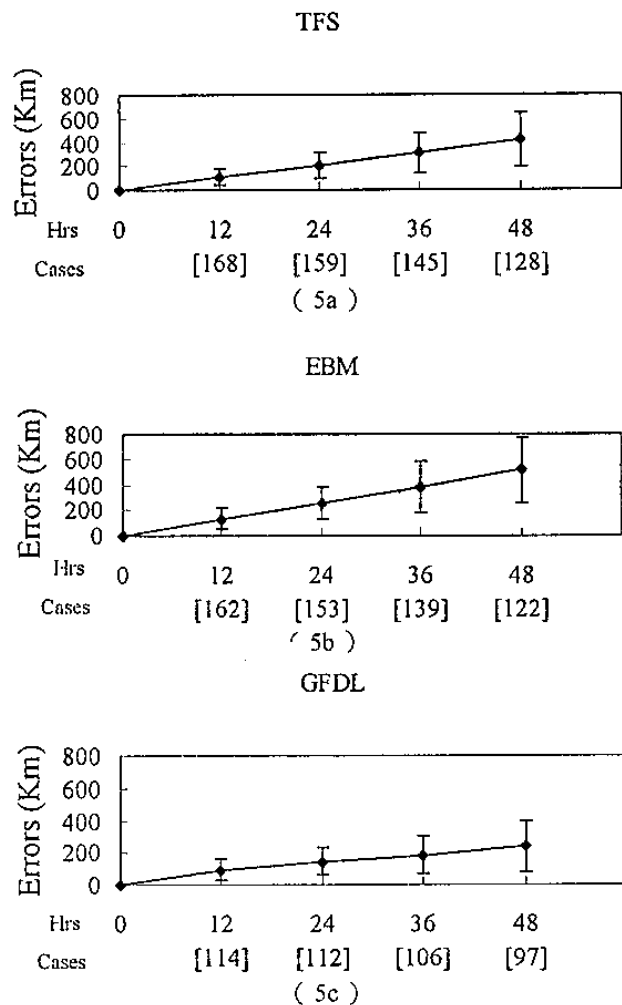 TFS
Errors (Km)
800
600
400
200
0
Hrs 0 12 24 36 48
Cases [168] [159] [145] [128]
( 5a )
EBM
Errors (Km)
800
600
400
200
0
Hrs 0 12 24 36 48
Cases [162] [153] [139] [122]
( 5b )
GFDL
Errors (Km)
800
600
400
200
0
Hrs 0 12 24 36 48
Cases [114] [112] [106] [97]
( 5c )